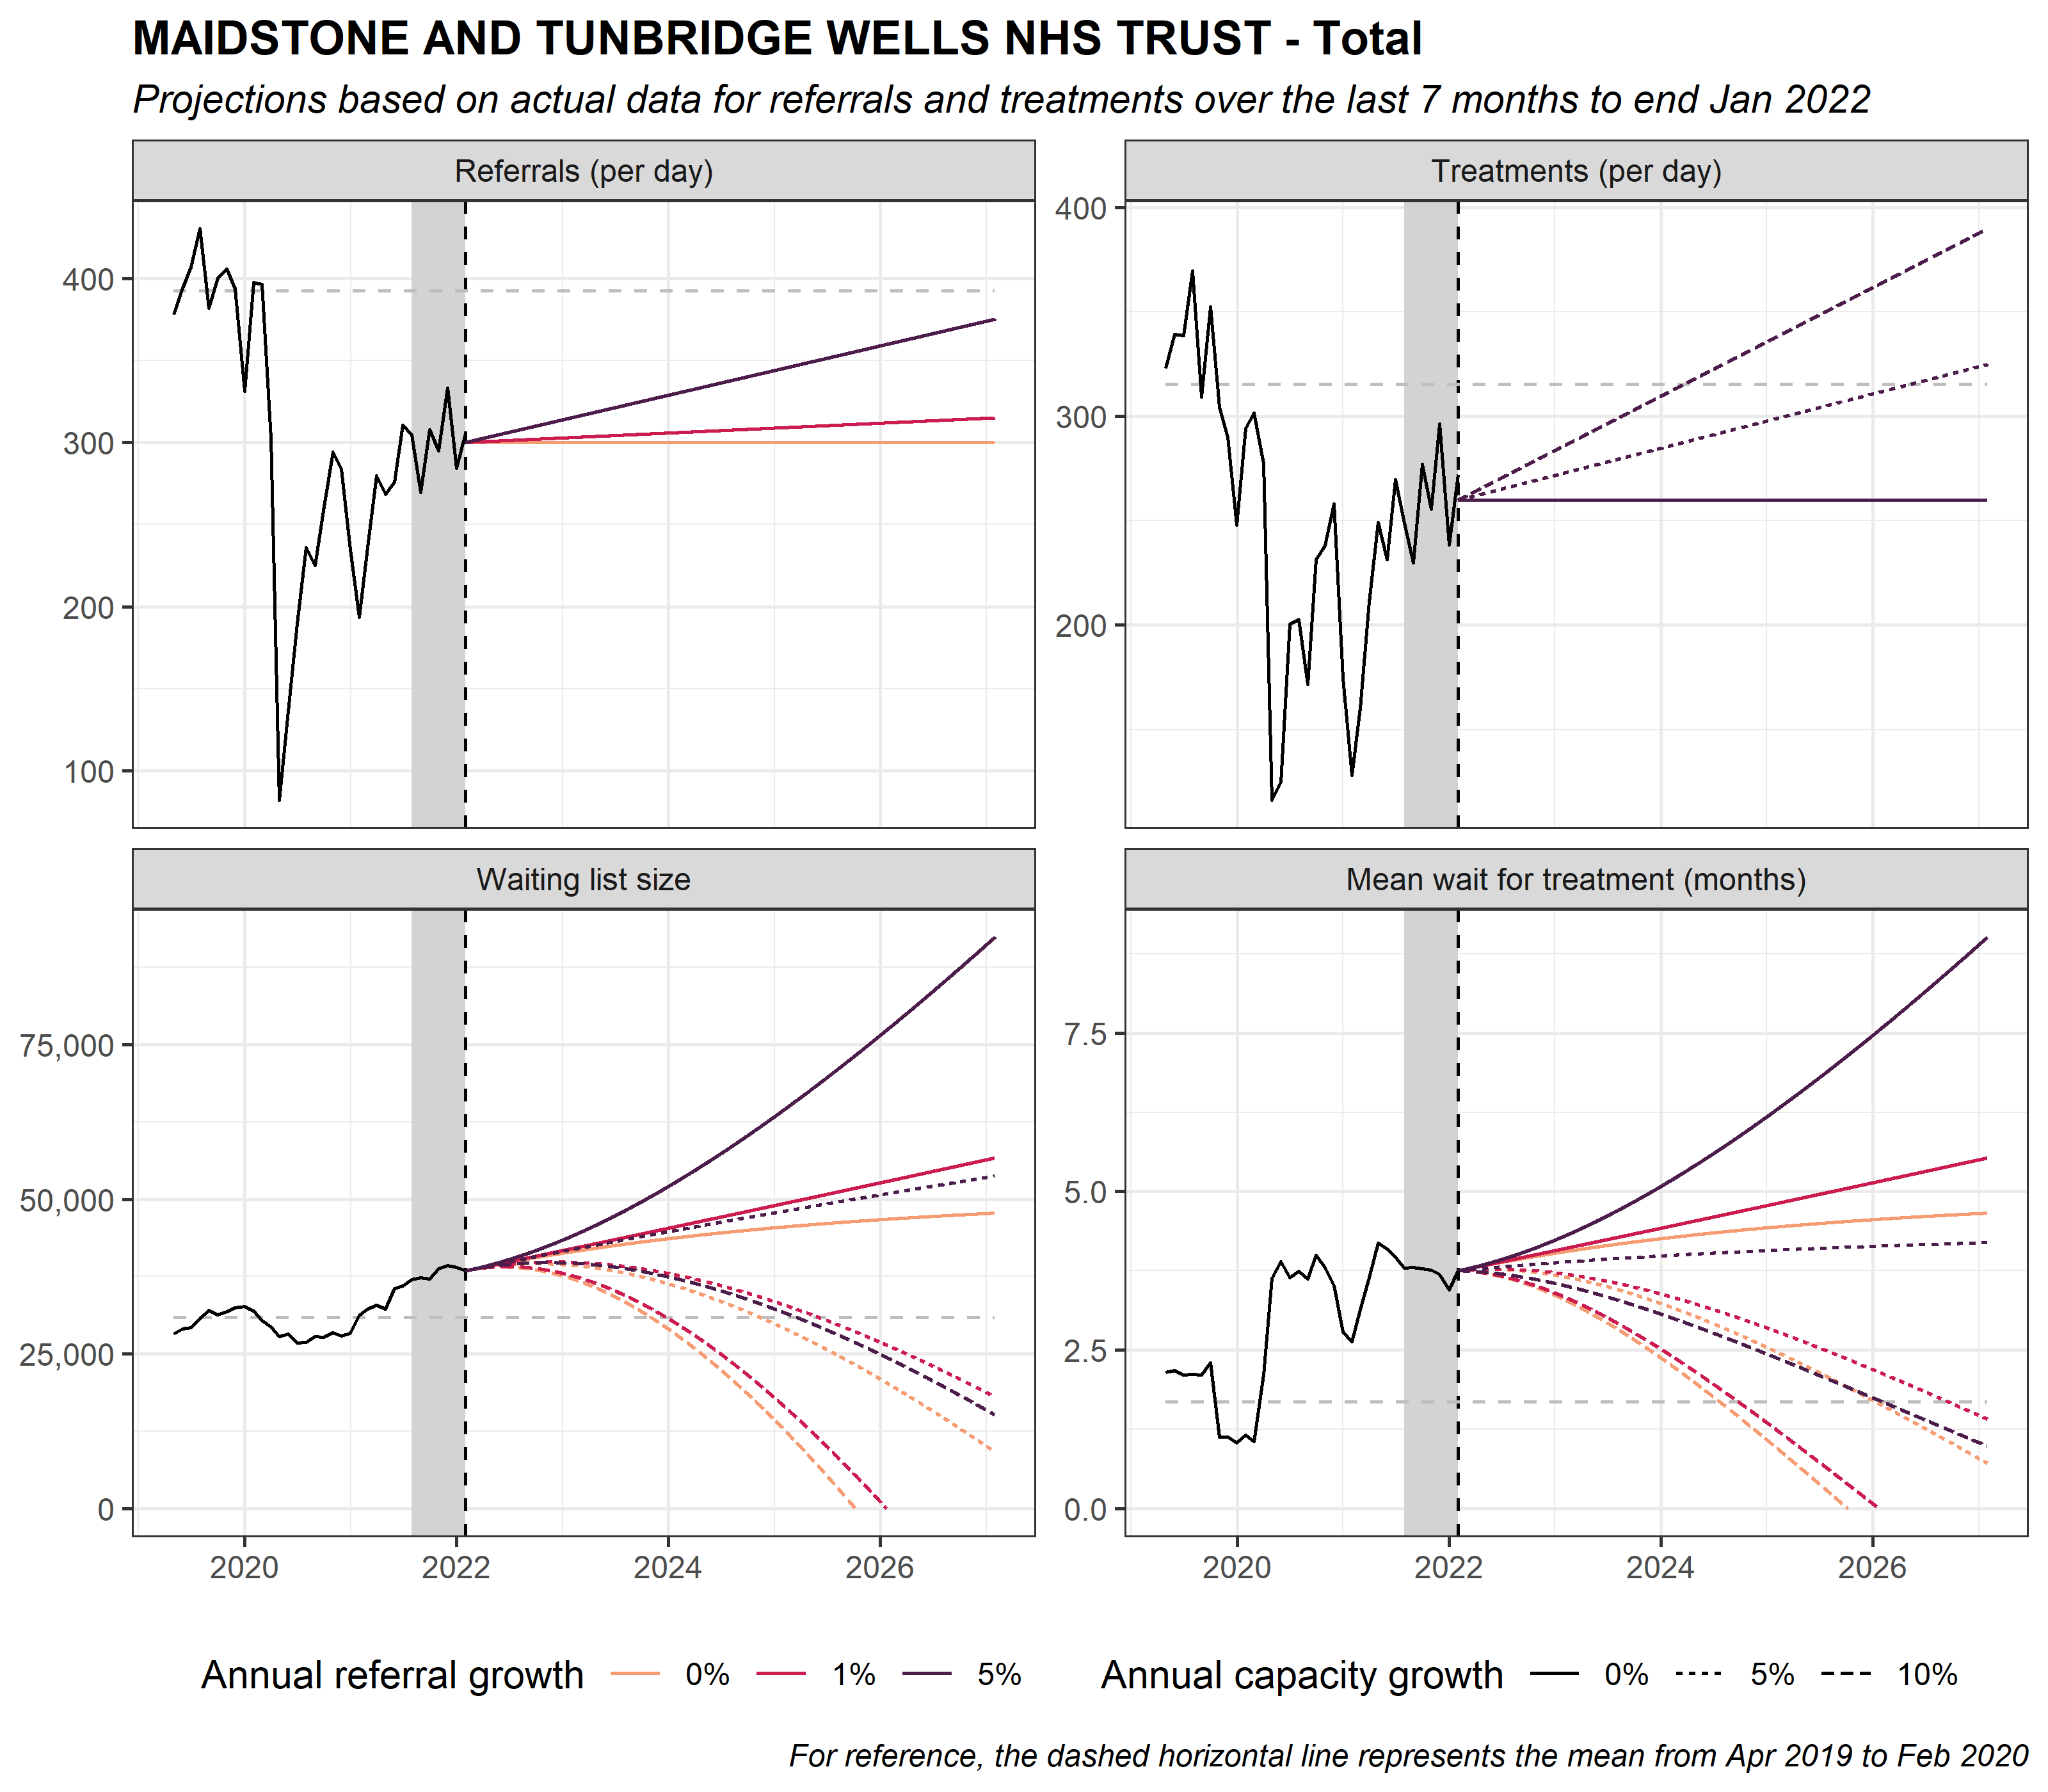 MAIDSTONE AND TUNBRIDGE WELLS NHS TRUST - Total
Projections based on actual data for referrals and treatments over the last 7 months to end Jan 2022
Referrals (per day)
400
300
200
100
Treatments (per day)
400
300
200
Waiting list size
75,000
50,000
25,000
0
2020 2022 2024 2026
Mean wait for treatment (months)
7.5
5.0
2.5
0.0
2020 2022 2024 2026
Annual referral growth 0% 1% 5%
Annual capacity growth 0% 5% 10%
For reference, the dashed horizontal line represents the mean from Apr 2019 to Feb 2020